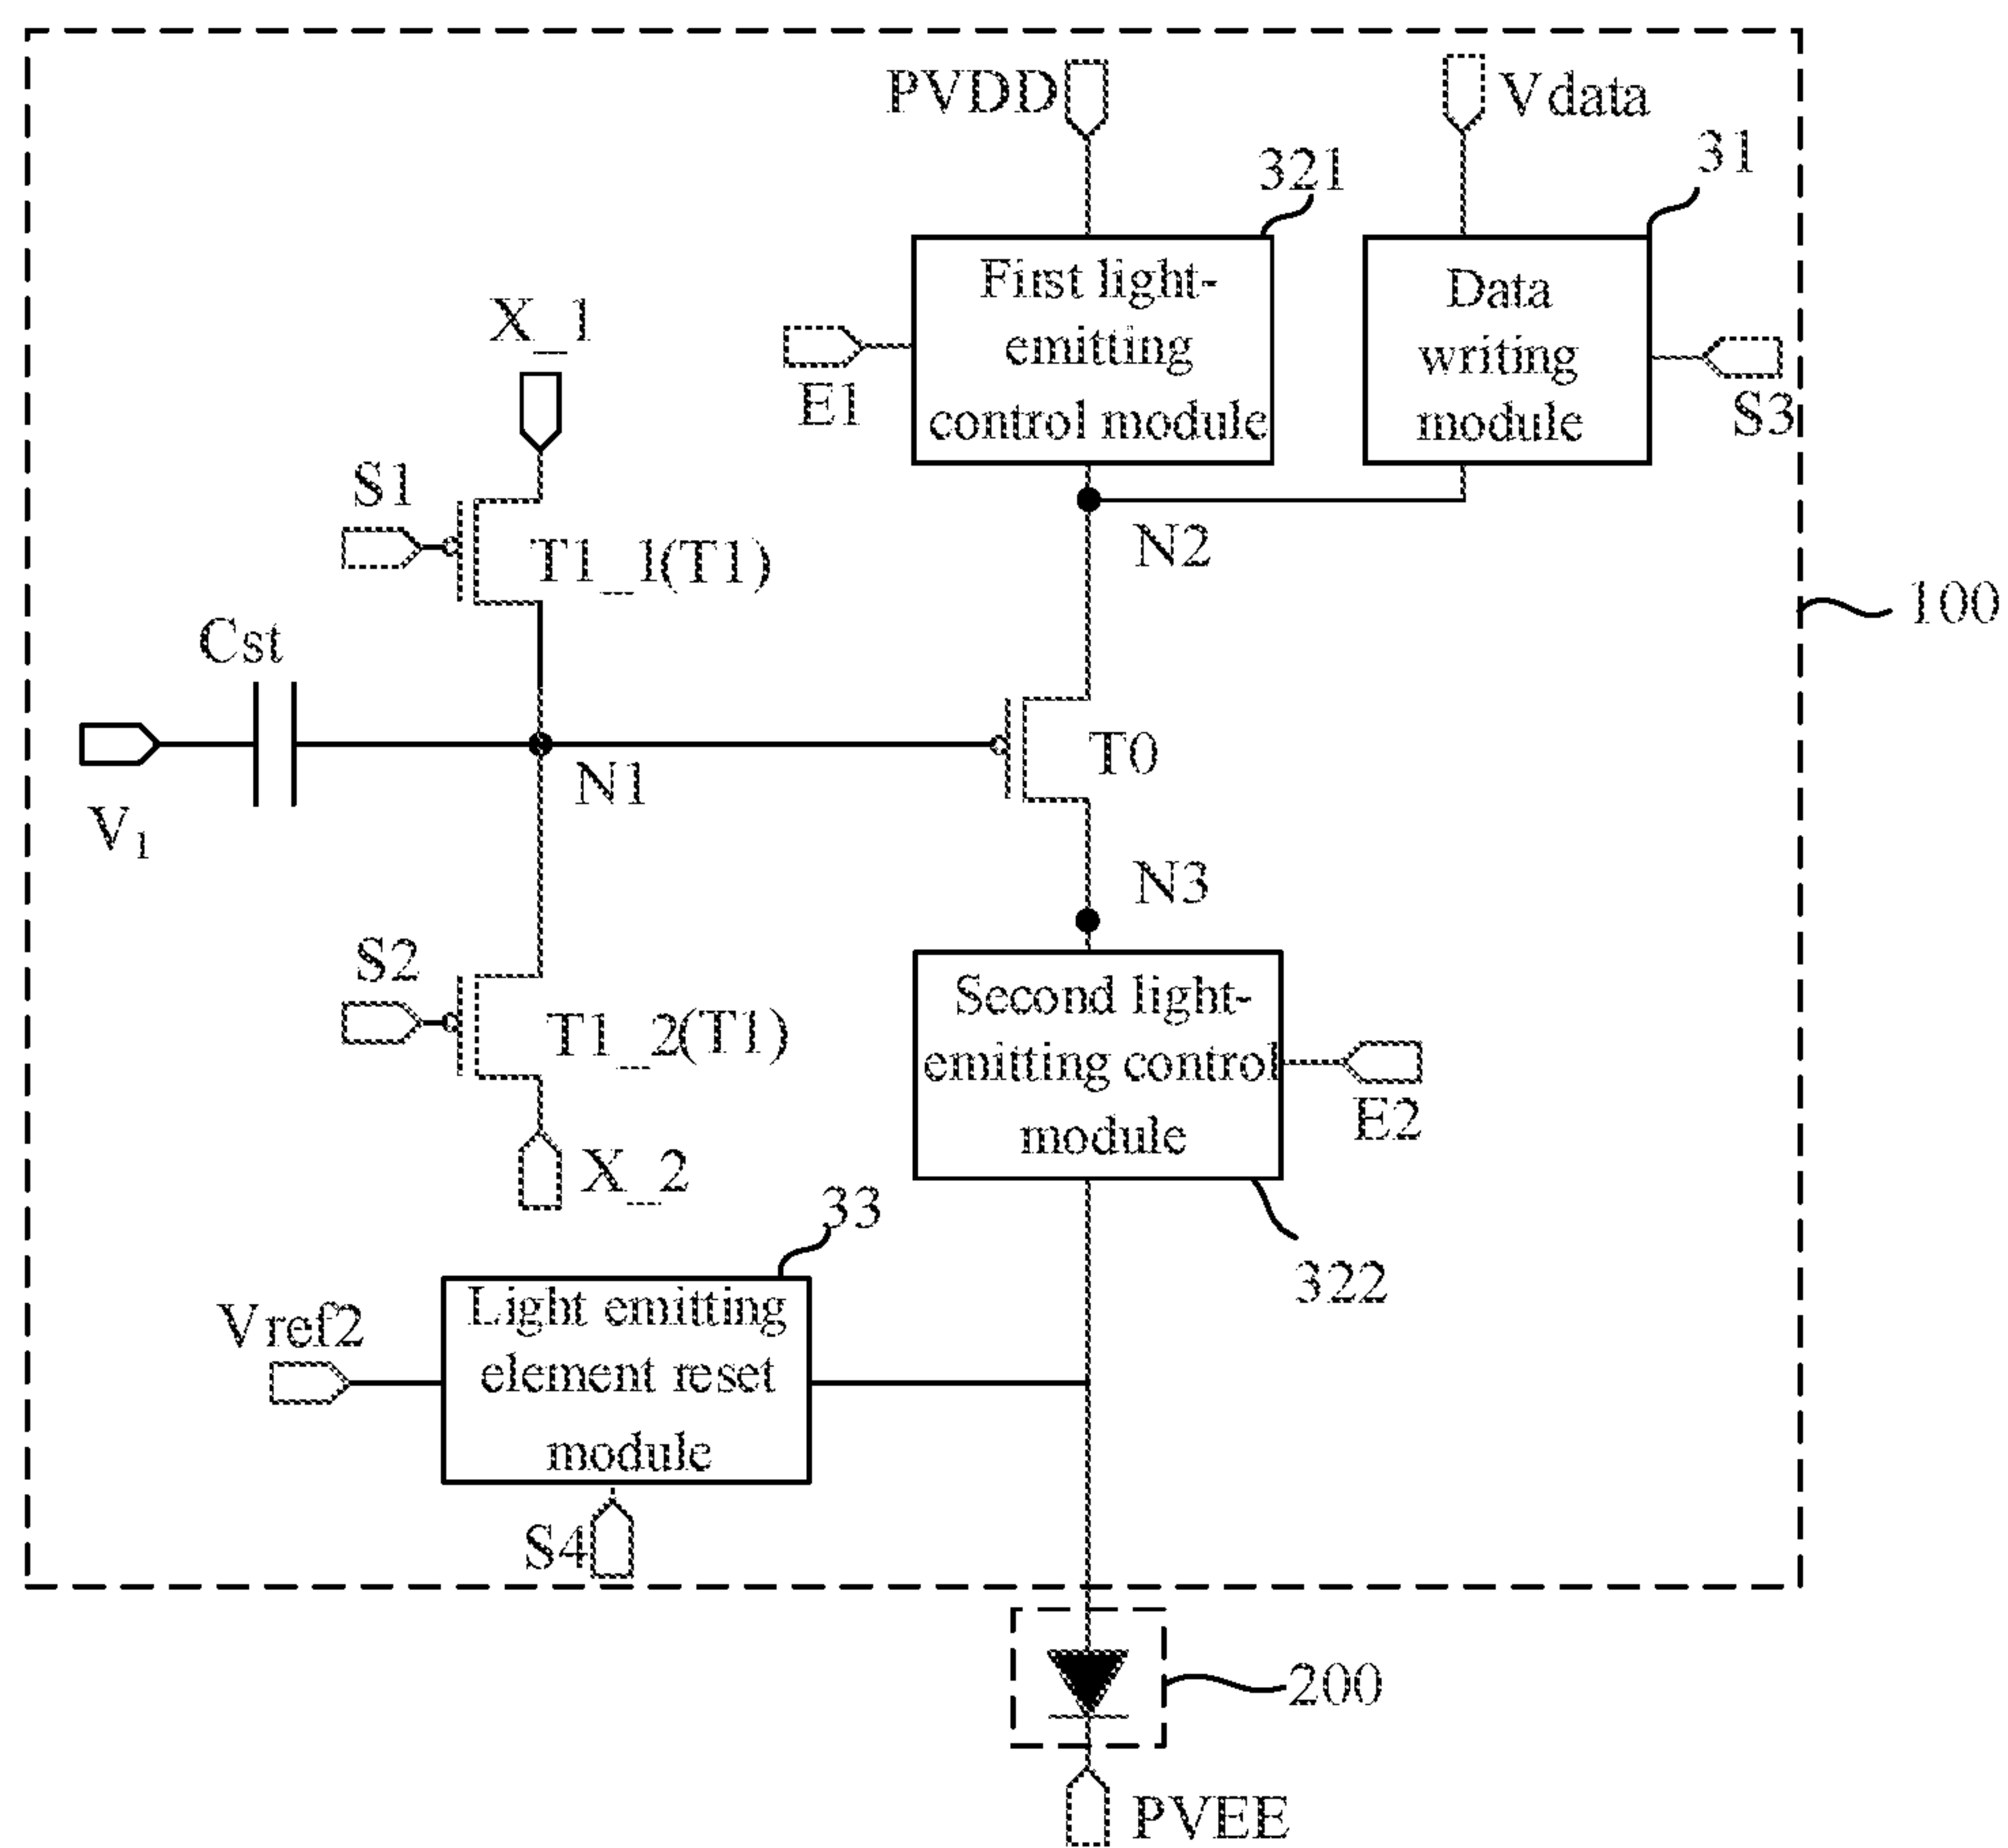 PVDD
Vdata
321
31
First light-
emitting
control module
Data
writing
module
X_1
E1
S3
S1
T1_1(T1)
N2
100
Cst
T0
N1
V1
N3
S2
T1_2(T1)
Second light-
emitting control
module
E2
X_2
33
322
Vref2
Light emitting
element reset
module
S4
200
PVEE